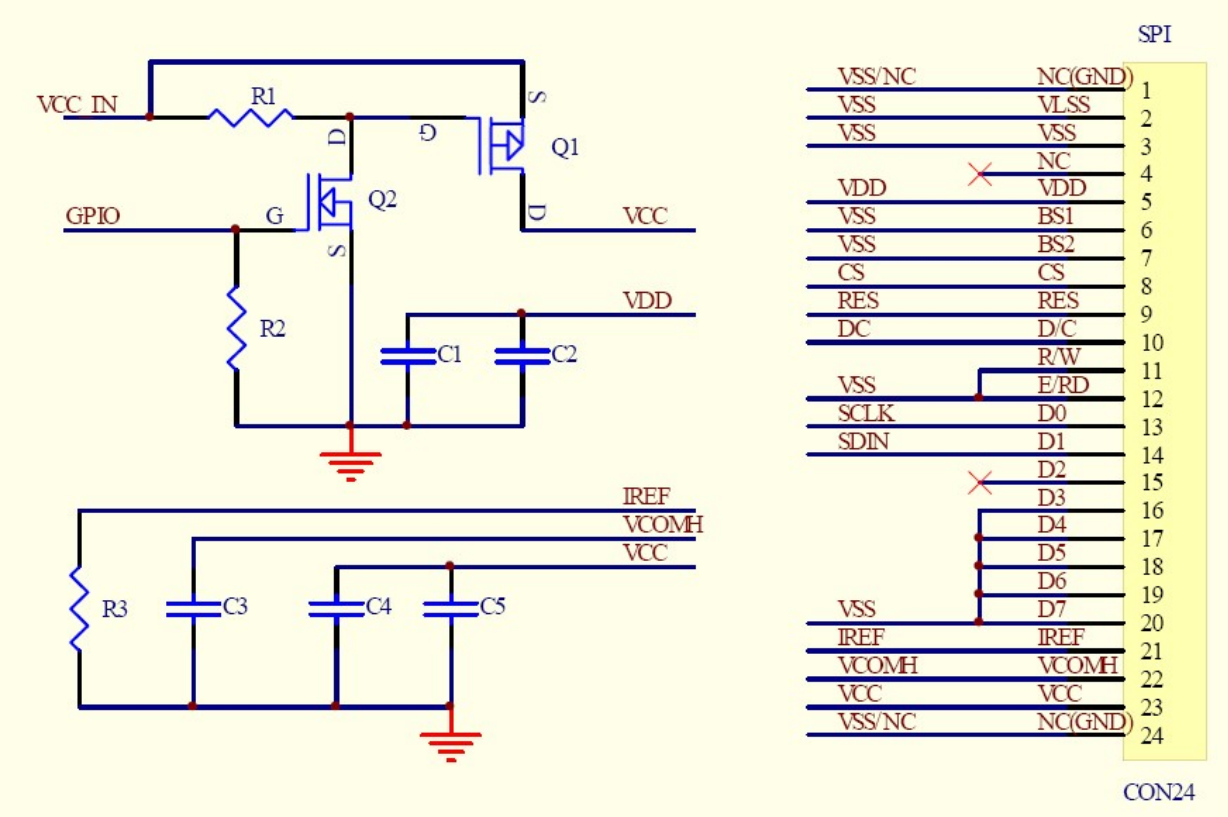 SPI
VCC_IN
R1
S
D
G
Q1
Q2
GPIO
G
D
VCC
S
R2
VDD
C1
C2
IREF
VCOMH
VCC
R3
C3
C4
C5
VSS/NC NC(GND) 1
VSS VLSS 2
VSS VSS 3
NC 4
VDD VDD 5
VSS BS1 6
VSS BS2 7
CS CS 8
RES RES 9
DC D/C 10
R/W 11
VSS E/RD 12
SCLK D0 13
SDIN D1 14
D2 15
D3 16
D4 17
D5 18
D6 19
VSS D7 20
IREF IREF 21
VCOMH VCOMH 22
VCC VCC 23
VSS/NC NC(GND) 24
CON24